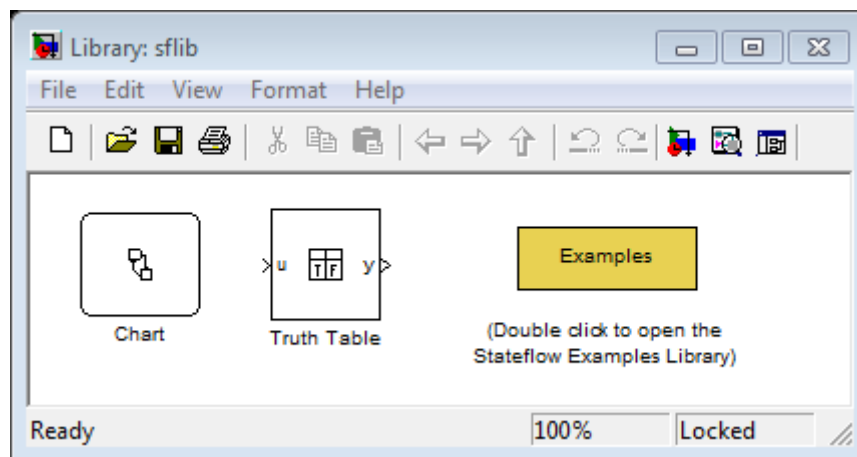 Library: sflib
File Edit View Format Help
u T F y
Examples
Chart
Truth Table
(Double click to open the
Stateflow Examples Library)
Ready 100% Locked